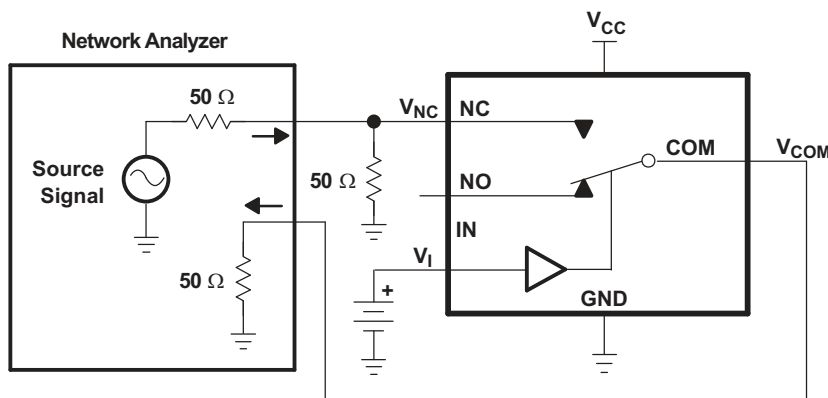 Network Analyzer
V_CC
50 Ω
V_NC
NC
COM
V_COM
Source
Signal
50 Ω
NO
IN
50 Ω
V_I
+
GND